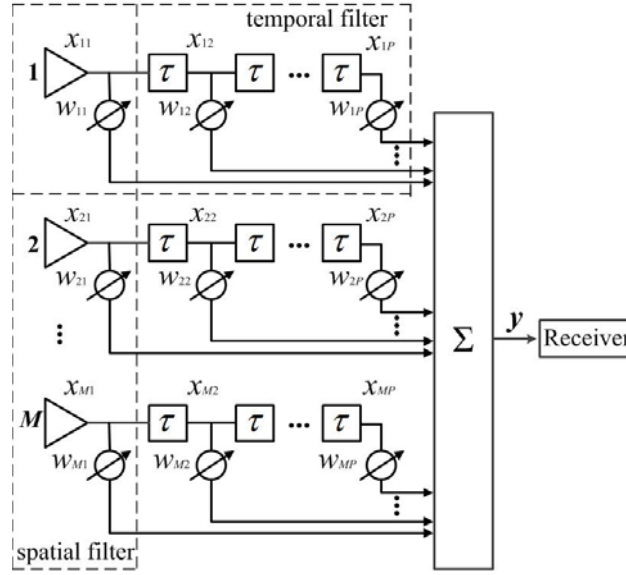 temporal filter
x11 x12 x1P
1 τ τ ... τ
w11 w12 w1P
x21 x22 x2P
2 τ τ ... τ
w21 w22 w2P
Σ y Receiver
xM1 xM2 xMP
M τ τ ... τ
wM1 wM2 wMP
spatial filter